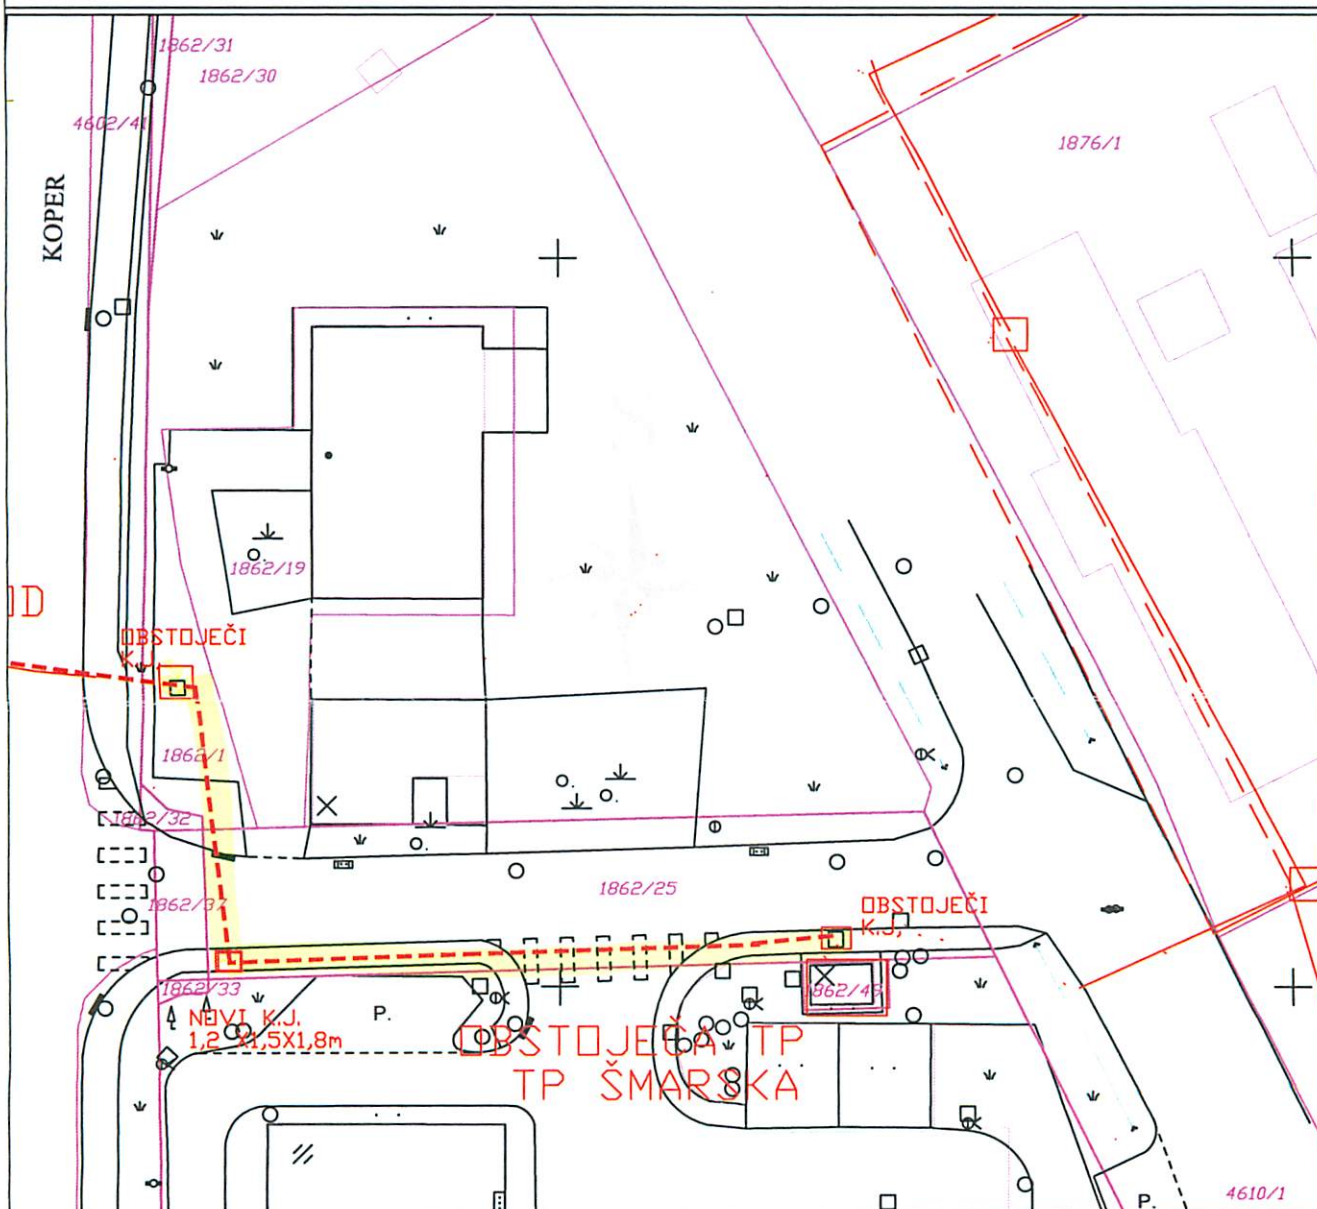 1862/31
1862/30
4602/41
1876/1
KOPER
1862/19
OBSTOJEČI
K.J.
1862/1
1862/32
1862/25
1862/37
OBSTOJEČI
K.J.
862/45
1862/33
NOVI K.J.
1,2 X1,5X1,8m
P.
OBSTOJEČA TP
TP ŠMARSKA
4610/1
P.